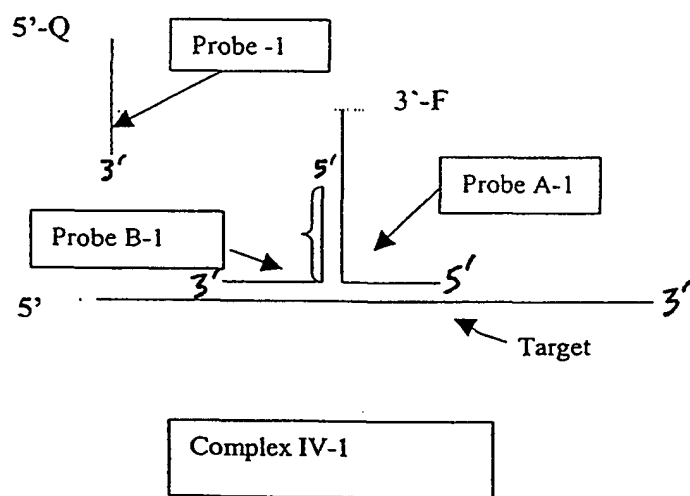 5’-Q
Probe -1
3'
3`-F
5'
Probe A-1
Probe B-1
3'
5'
5’
3'
Target
Complex IV-1